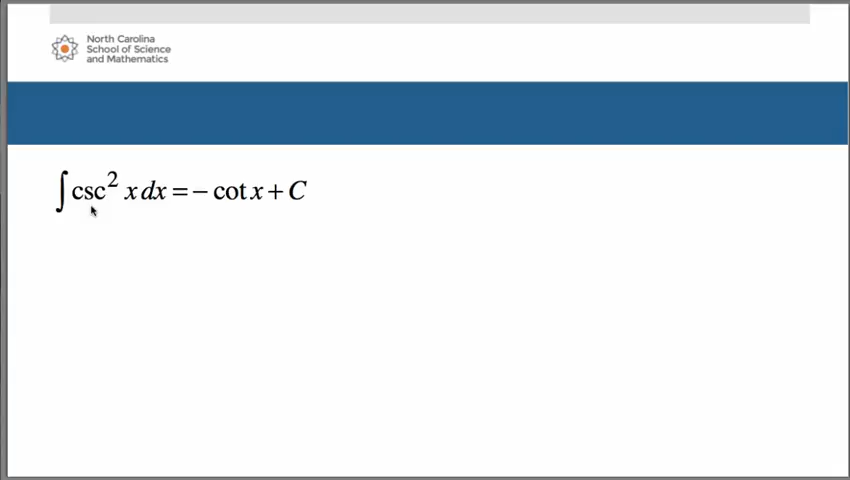 North Carolina
School of Science
and Mathematics
∫ csc² x dx = − cot x + C